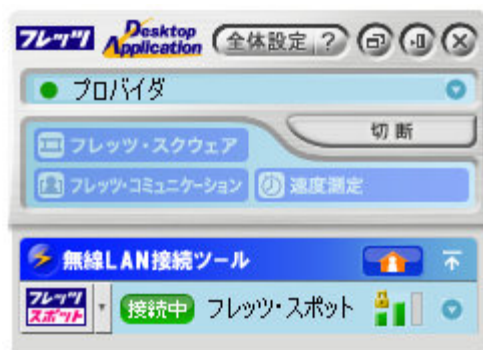 フレッツ Desktop Application 全体設定 ?
プロバイダ
切断
フレッツ・スクウェア
フレッツ・コミュニケーション 速度測定
無線LAN接続ツール
フレッツ スポット 接続中 フレッツ・スポット